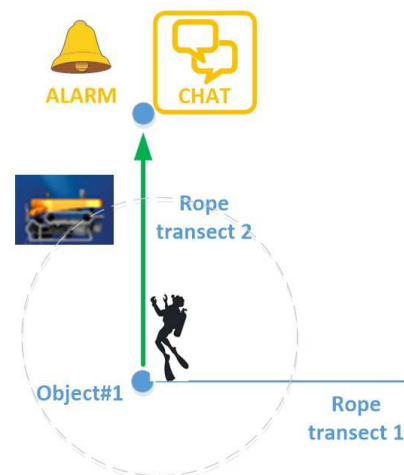 ALARM
CHAT
Rope
transect 2
Object#1
Rope
transect 1